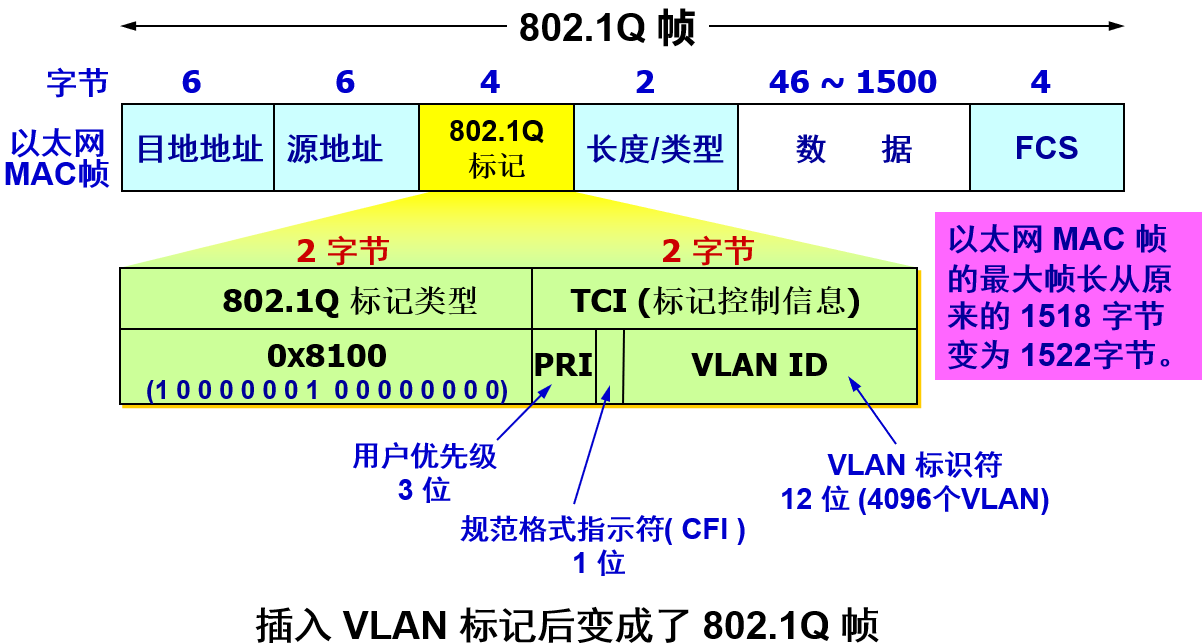 802.1Q 帧
字节 6 6 4 2 46 ~ 1500 4
以太网
MAC帧
目地地址 源地址 802.1Q
标记
长度/类型 数 据 FCS
2 字节 2 字节
802.1Q 标记类型 TCI (标记控制信息)
0x8100
(1 0 0 0 0 0 0 1 0 0 0 0 0 0 0 0)
PRI VLAN ID
以太网 MAC 帧
的最大帧长从原
来的 1518 字节
变为 1522字节。
用户优先级
3 位
规范格式指示符( CFI )
1 位
VLAN 标识符
12 位 (4096个VLAN)
插入 VLAN 标记后变成了 802.1Q 帧